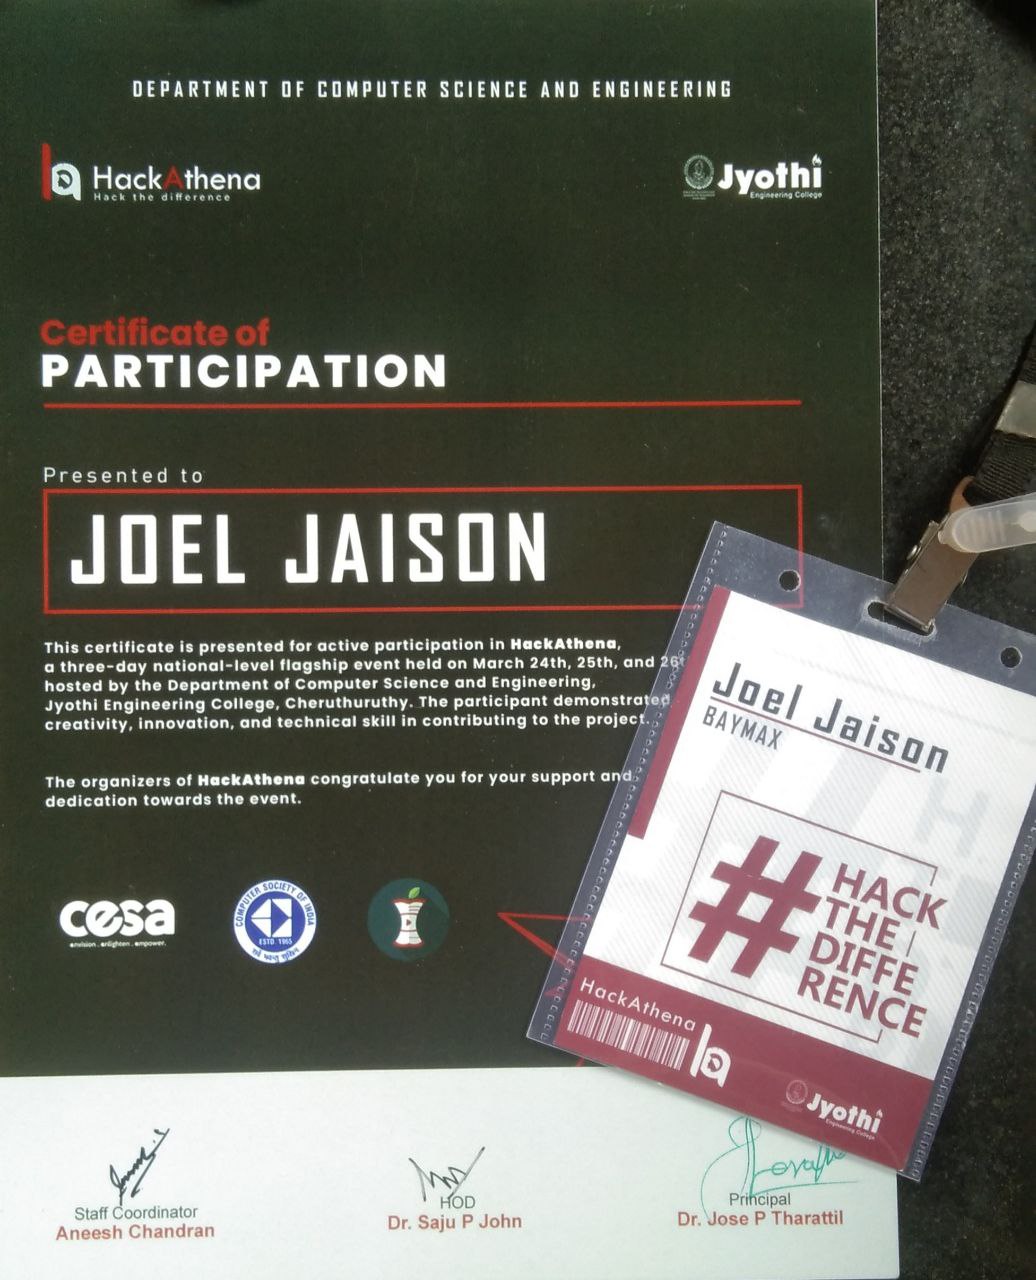 DEPARTMENT OF COMPUTER SCIENCE AND ENGINEERING
HackAthena
Hack the difference
Jyothi
Engineering College
Certificate of
PARTICIPATION
Presented to
JOEL JAISON
This certificate is presented for active participation in HackAthena,
a three-day national-level flagship event held on March 24th, 25th, and 26t
hosted by the Department of Computer Science and Engineering,
Jyothi Engineering College, Cheruthuruthy. The participant demonstrated
creativity, innovation, and technical skill in contributing to the project.
The organizers of HackAthena congratulate you for your support and
dedication towards the event.
cesa
envision . enlighten . empower.
COMPUTER SOCIETY OF INDIA
ESTD. 1965
Joel Jaison
BAYMAX
#
HACK
THE
DIFFE
RENCE
HackAthena
Jyothi
Engineering College
Staff Coordinator
Aneesh Chandran
HOD
Dr. Saju P John
Principal
Dr. Jose P Tharattil